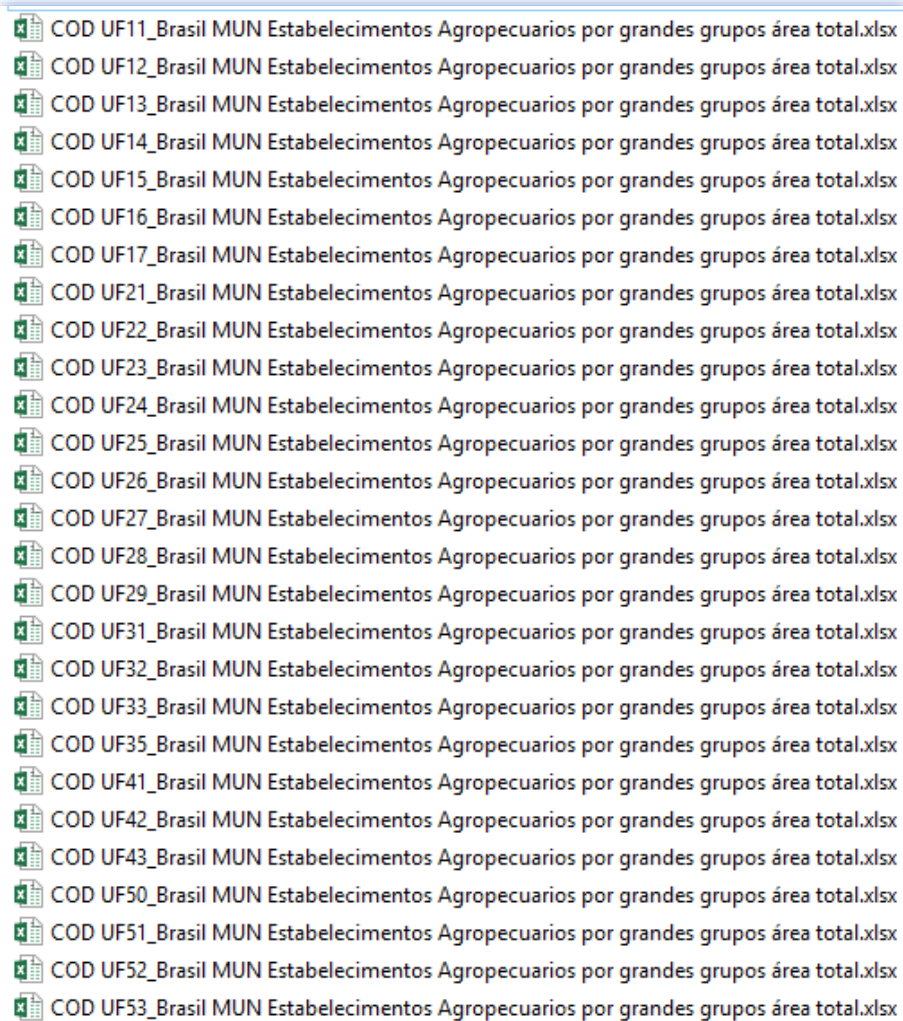 COD UF11_Brasil MUN Estabelecimentos Agropecuarios por grandes grupos área total.xlsx
COD UF12_Brasil MUN Estabelecimentos Agropecuarios por grandes grupos área total.xlsx
COD UF13_Brasil MUN Estabelecimentos Agropecuarios por grandes grupos área total.xlsx
COD UF14_Brasil MUN Estabelecimentos Agropecuarios por grandes grupos área total.xlsx
COD UF15_Brasil MUN Estabelecimentos Agropecuarios por grandes grupos área total.xlsx
COD UF16_Brasil MUN Estabelecimentos Agropecuarios por grandes grupos área total.xlsx
COD UF17_Brasil MUN Estabelecimentos Agropecuarios por grandes grupos área total.xlsx
COD UF21_Brasil MUN Estabelecimentos Agropecuarios por grandes grupos área total.xlsx
COD UF22_Brasil MUN Estabelecimentos Agropecuarios por grandes grupos área total.xlsx
COD UF23_Brasil MUN Estabelecimentos Agropecuarios por grandes grupos área total.xlsx
COD UF24_Brasil MUN Estabelecimentos Agropecuarios por grandes grupos área total.xlsx
COD UF25_Brasil MUN Estabelecimentos Agropecuarios por grandes grupos área total.xlsx
COD UF26_Brasil MUN Estabelecimentos Agropecuarios por grandes grupos área total.xlsx
COD UF27_Brasil MUN Estabelecimentos Agropecuarios por grandes grupos área total.xlsx
COD UF28_Brasil MUN Estabelecimentos Agropecuarios por grandes grupos área total.xlsx
COD UF29_Brasil MUN Estabelecimentos Agropecuarios por grandes grupos área total.xlsx
COD UF31_Brasil MUN Estabelecimentos Agropecuarios por grandes grupos área total.xlsx
COD UF32_Brasil MUN Estabelecimentos Agropecuarios por grandes grupos área total.xlsx
COD UF33_Brasil MUN Estabelecimentos Agropecuarios por grandes grupos área total.xlsx
COD UF35_Brasil MUN Estabelecimentos Agropecuarios por grandes grupos área total.xlsx
COD UF41_Brasil MUN Estabelecimentos Agropecuarios por grandes grupos área total.xlsx
COD UF42_Brasil MUN Estabelecimentos Agropecuarios por grandes grupos área total.xlsx
COD UF43_Brasil MUN Estabelecimentos Agropecuarios por grandes grupos área total.xlsx
COD UF50_Brasil MUN Estabelecimentos Agropecuarios por grandes grupos área total.xlsx
COD UF51_Brasil MUN Estabelecimentos Agropecuarios por grandes grupos área total.xlsx
COD UF52_Brasil MUN Estabelecimentos Agropecuarios por grandes grupos área total.xlsx
COD UF53_Brasil MUN Estabelecimentos Agropecuarios por grandes grupos área total.xlsx